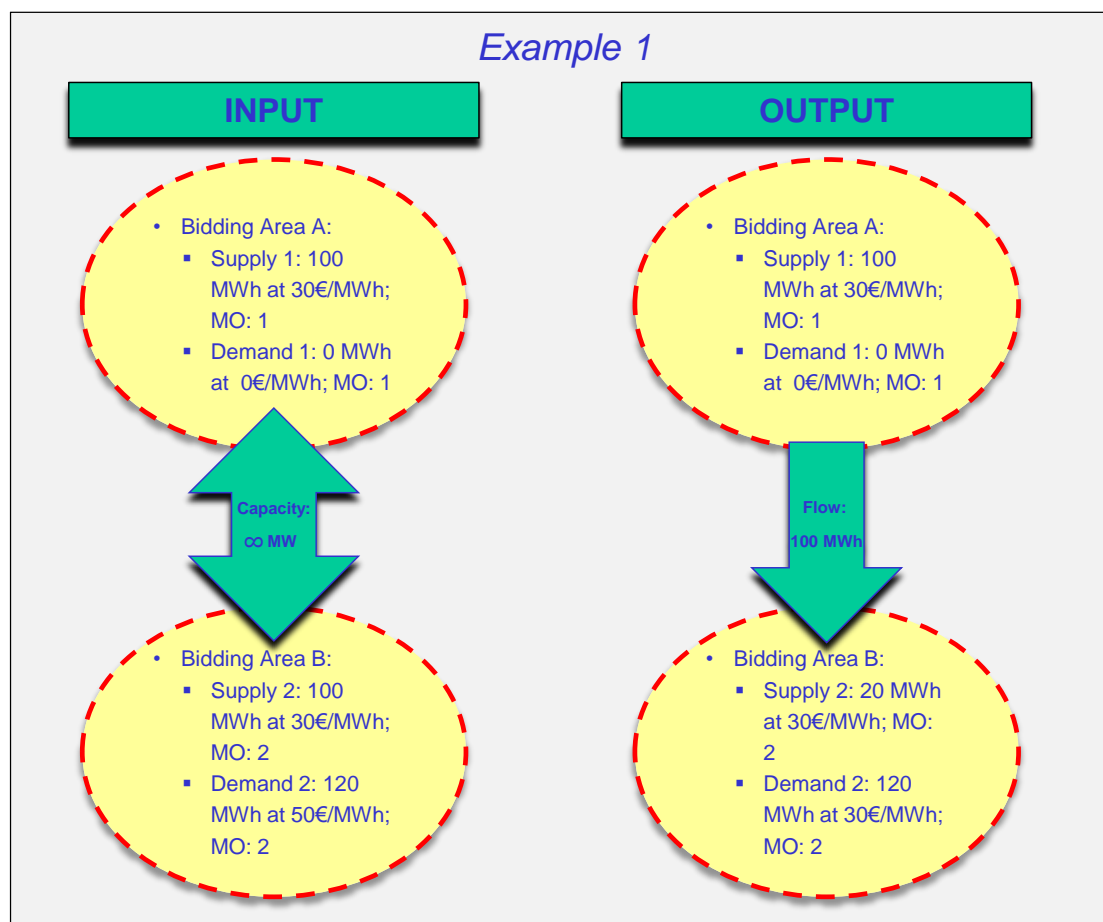 Example 1
INPUT
• Bidding Area A:
▪ Supply 1: 100
MWh at 30€/MWh;
MO: 1
▪ Demand 1: 0 MWh
at 0€/MWh; MO: 1
Capacity:
∞ MW
• Bidding Area B:
▪ Supply 2: 100
MWh at 30€/MWh;
MO: 2
▪ Demand 2: 120
MWh at 50€/MWh;
MO: 2
OUTPUT
• Bidding Area A:
▪ Supply 1: 100
MWh at 30€/MWh;
MO: 1
▪ Demand 1: 0 MWh
at 0€/MWh; MO: 1
Flow:
100 MWh
• Bidding Area B:
▪ Supply 2: 20 MWh
at 30€/MWh; MO:
2
▪ Demand 2: 120
MWh at 30€/MWh;
MO: 2